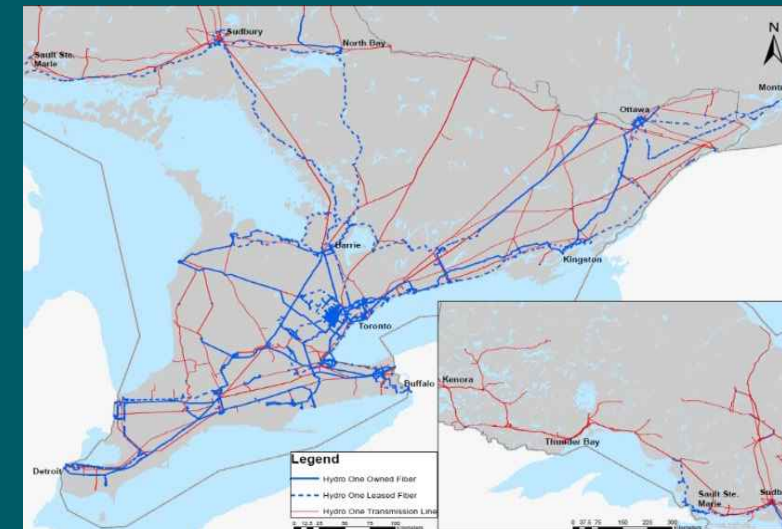 Sudbury
North Bay
Sault Ste.
Marie
N
Ottawa
Barrie
Kingston
Toronto
Buffalo
Detroit
Legend
Hydro One Owned Fiber
Hydro One Leased Fiber
Hydro One Transmission Line
Kenora
Thunder Bay
Sault Ste.
Marie